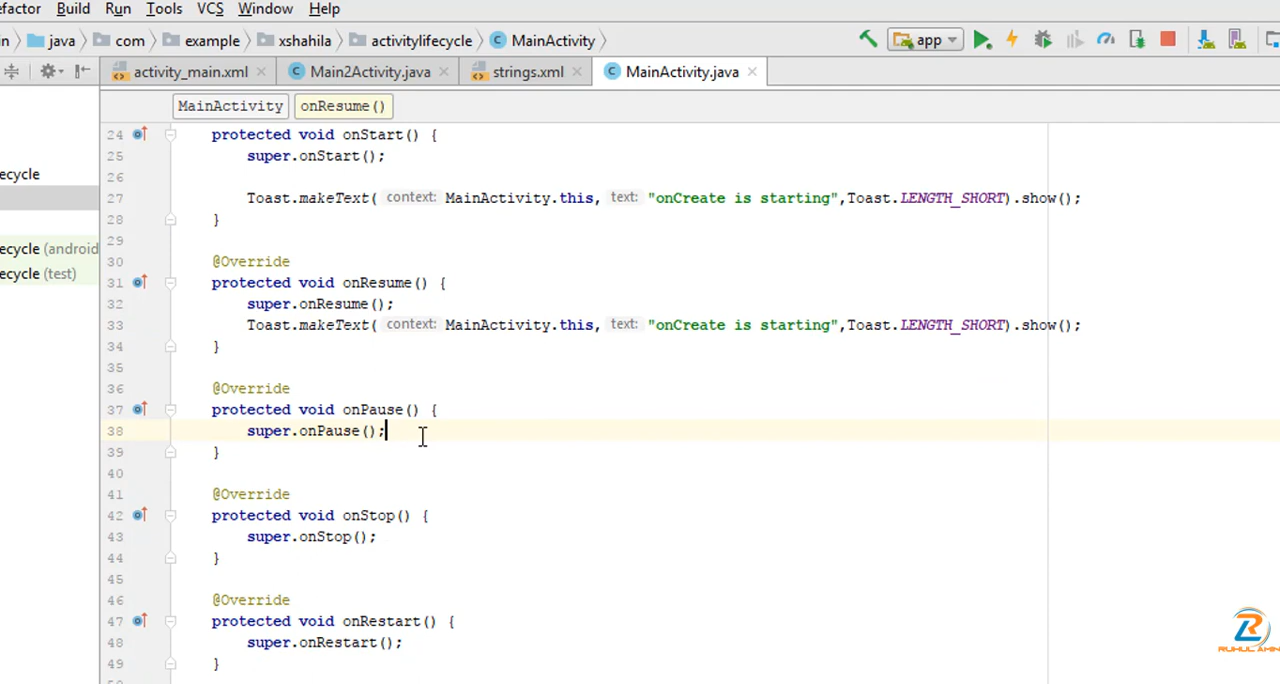 efactor Build Run Tools VCS Window Help
in java com example xshahila activitylifecycle MainActivity app
activity_main.xml Main2Activity.java strings.xml MainActivity.java
MainActivity onResume()
24 protected void onStart() {
25 super.onStart();
ecycle
26
27 Toast.makeText( context: MainActivity.this, text: "onCreate is starting",Toast.LENGTH_SHORT).show();
28 }
29
ecycle (android
30 @Override
ecycle (test)
31 protected void onResume() {
32 super.onResume();
33 Toast.makeText( context: MainActivity.this, text: "onCreate is starting",Toast.LENGTH_SHORT).show();
34 }
35
36 @Override
37 protected void onPause() {
38 super.onPause();
39 }
40
41 @Override
42 protected void onStop() {
43 super.onStop();
44 }
45
46 @Override
47 protected void onRestart() {
48 super.onRestart();
49 }
RUHUL AMIN